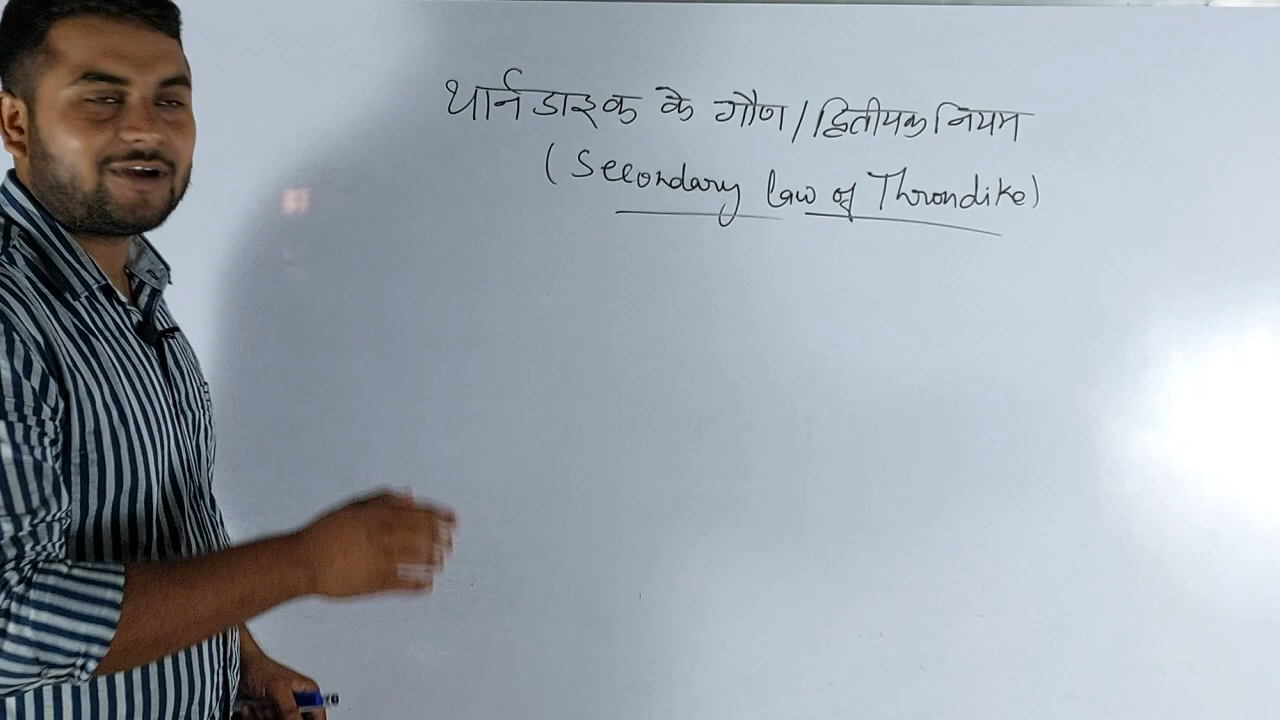 थार्नडाइक के गौण/द्वितीयक नियम
(Secondary law of Throndike)